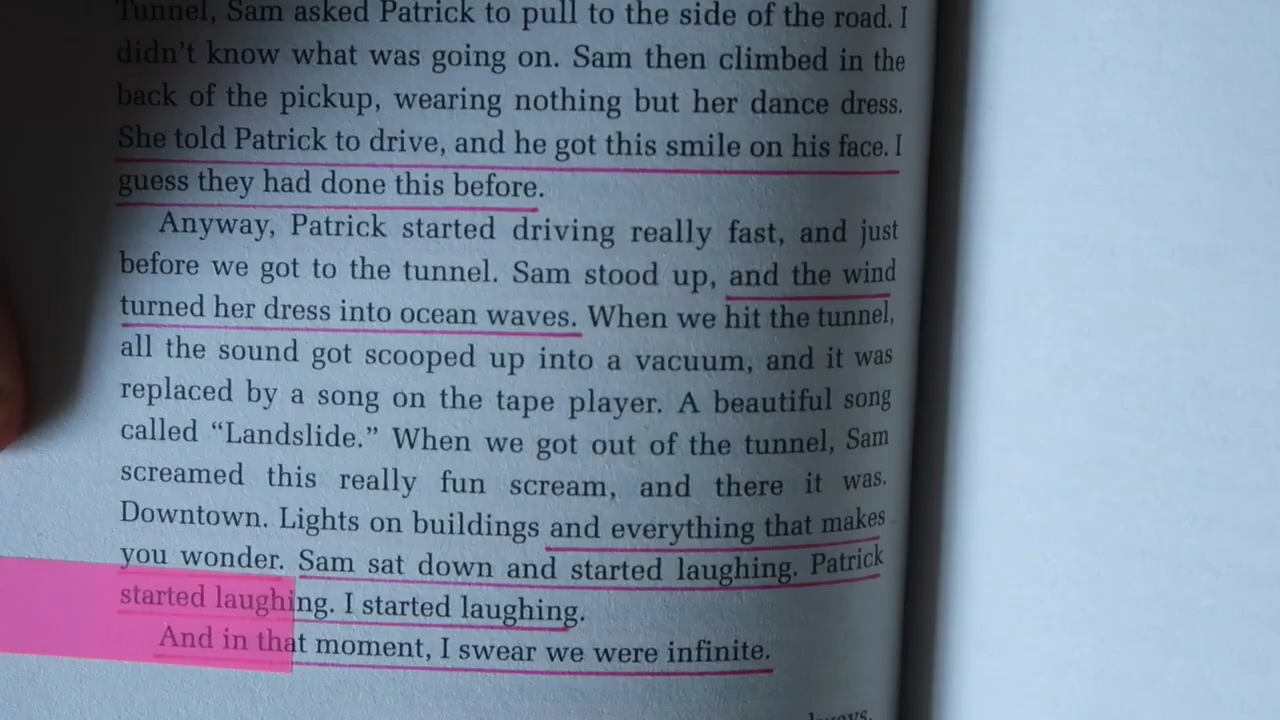 Tunnel, Sam asked Patrick to pull to the side of the road. I
didn't know what was going on. Sam then climbed in the
back of the pickup, wearing nothing but her dance dress.
She told Patrick to drive, and he got this smile on his face. I
guess they had done this before.
Anyway, Patrick started driving really fast, and just
before we got to the tunnel. Sam stood up, and the wind
turned her dress into ocean waves. When we hit the tunnel,
all the sound got scooped up into a vacuum, and it was
replaced by a song on the tape player. A beautiful song
called “Landslide.” When we got out of the tunnel, Sam
screamed this really fun scream, and there it was.
Downtown. Lights on buildings and everything that makes
you wonder. Sam sat down and started laughing. Patrick
started laughing. I started laughing.
And in that moment, I swear we were infinite.